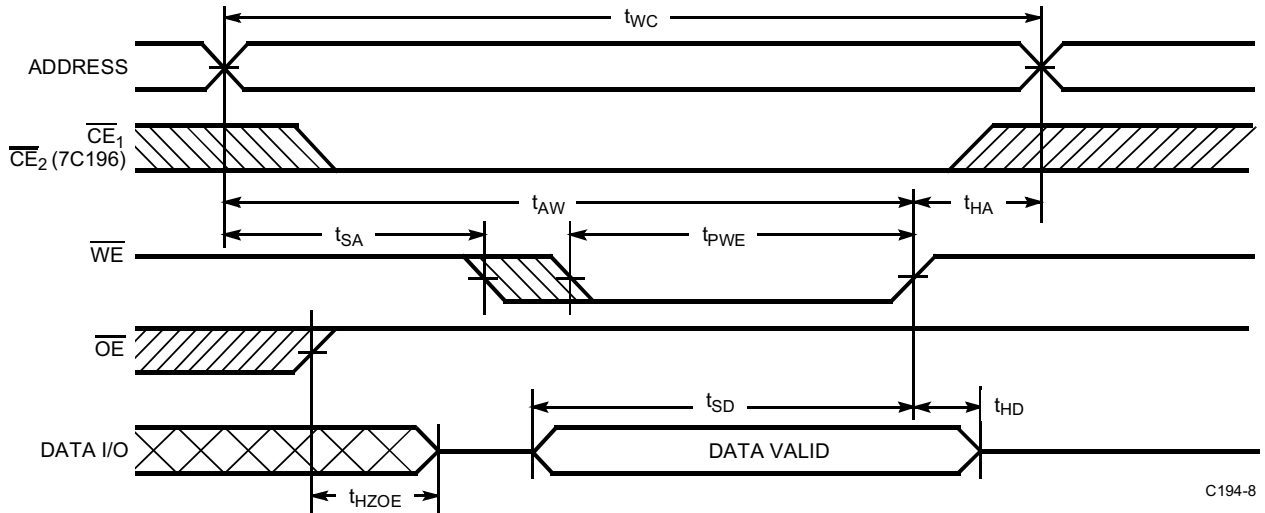 tWC
ADDRESS
CE1
CE2 (7C196)
tAW
tHA
tSA
tPWE
WE
OE
tSD
tHD
DATA I/O
DATA VALID
tHZOE
C194-8